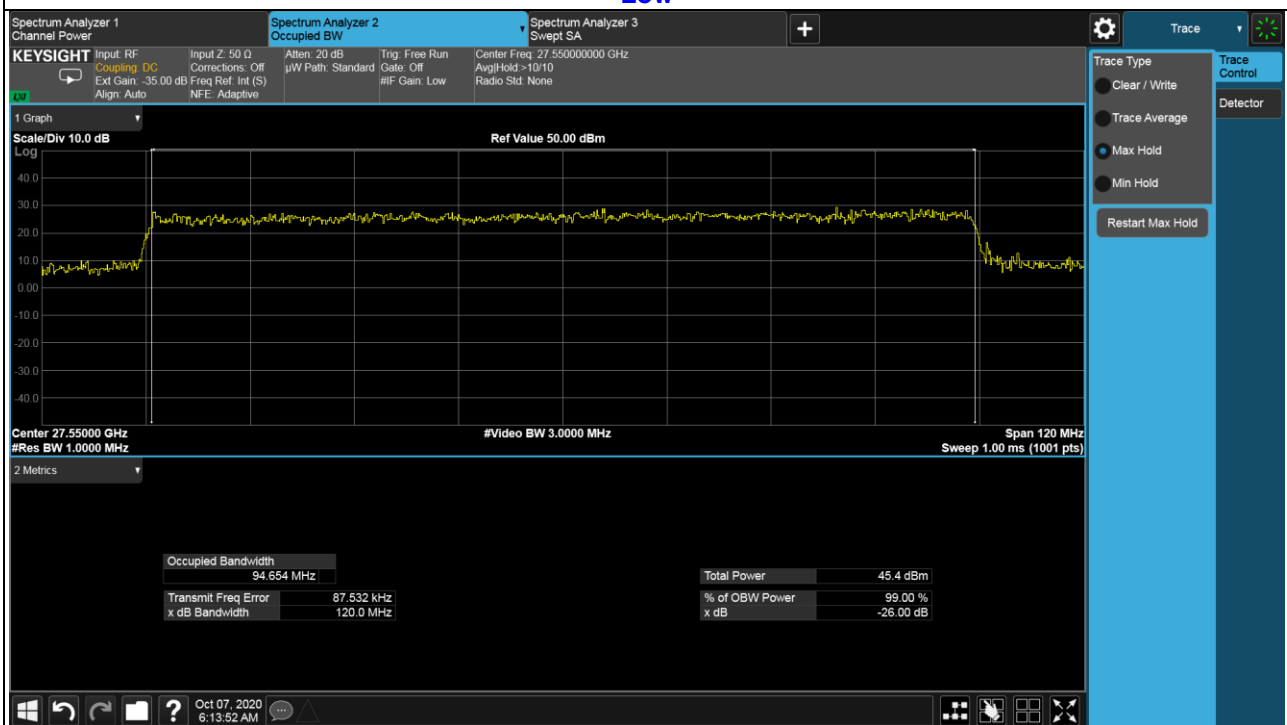 Low
Spectrum Analyzer 1
Channel Power
Spectrum Analyzer 2
Occupied BW
Spectrum Analyzer 3
Swept SA
+
Trace
KEYSIGHT
Input: RF
Coupling: DC
Ext Gain: -35.00 dB
Align: Auto
Input Z: 50 Ω
Corrections: Off
Freq Ref: Int (S)
NFE: Adaptive
Atten: 20 dB
µW Path: Standard
Trig: Free Run
Gate: Off
#IF Gain: Low
Center Freq: 27.550000000 GHz
Avg|Hold:>10/10
Radio Std: None
LXI
Trace Type
Clear / Write
Trace Average
Max Hold
Min Hold
Restart Max Hold
Trace
Control
Detector
1 Graph
Scale/Div 10.0 dB
Ref Value 50.00 dBm
Log
40.0
30.0
20.0
10.0
0.00
-10.0
-20.0
-30.0
-40.0
Center 27.55000 GHz
#Video BW 3.0000 MHz
Span 120 MHz
#Res BW 1.0000 MHz
Sweep 1.00 ms (1001 pts)
2 Metrics
Occupied Bandwidth
94.654 MHz
Total Power 45.4 dBm
Transmit Freq Error 87.532 kHz
% of OBW Power 99.00 %
x dB Bandwidth 120.0 MHz
x dB -26.00 dB
?
Oct 07, 2020
6:13:52 AM